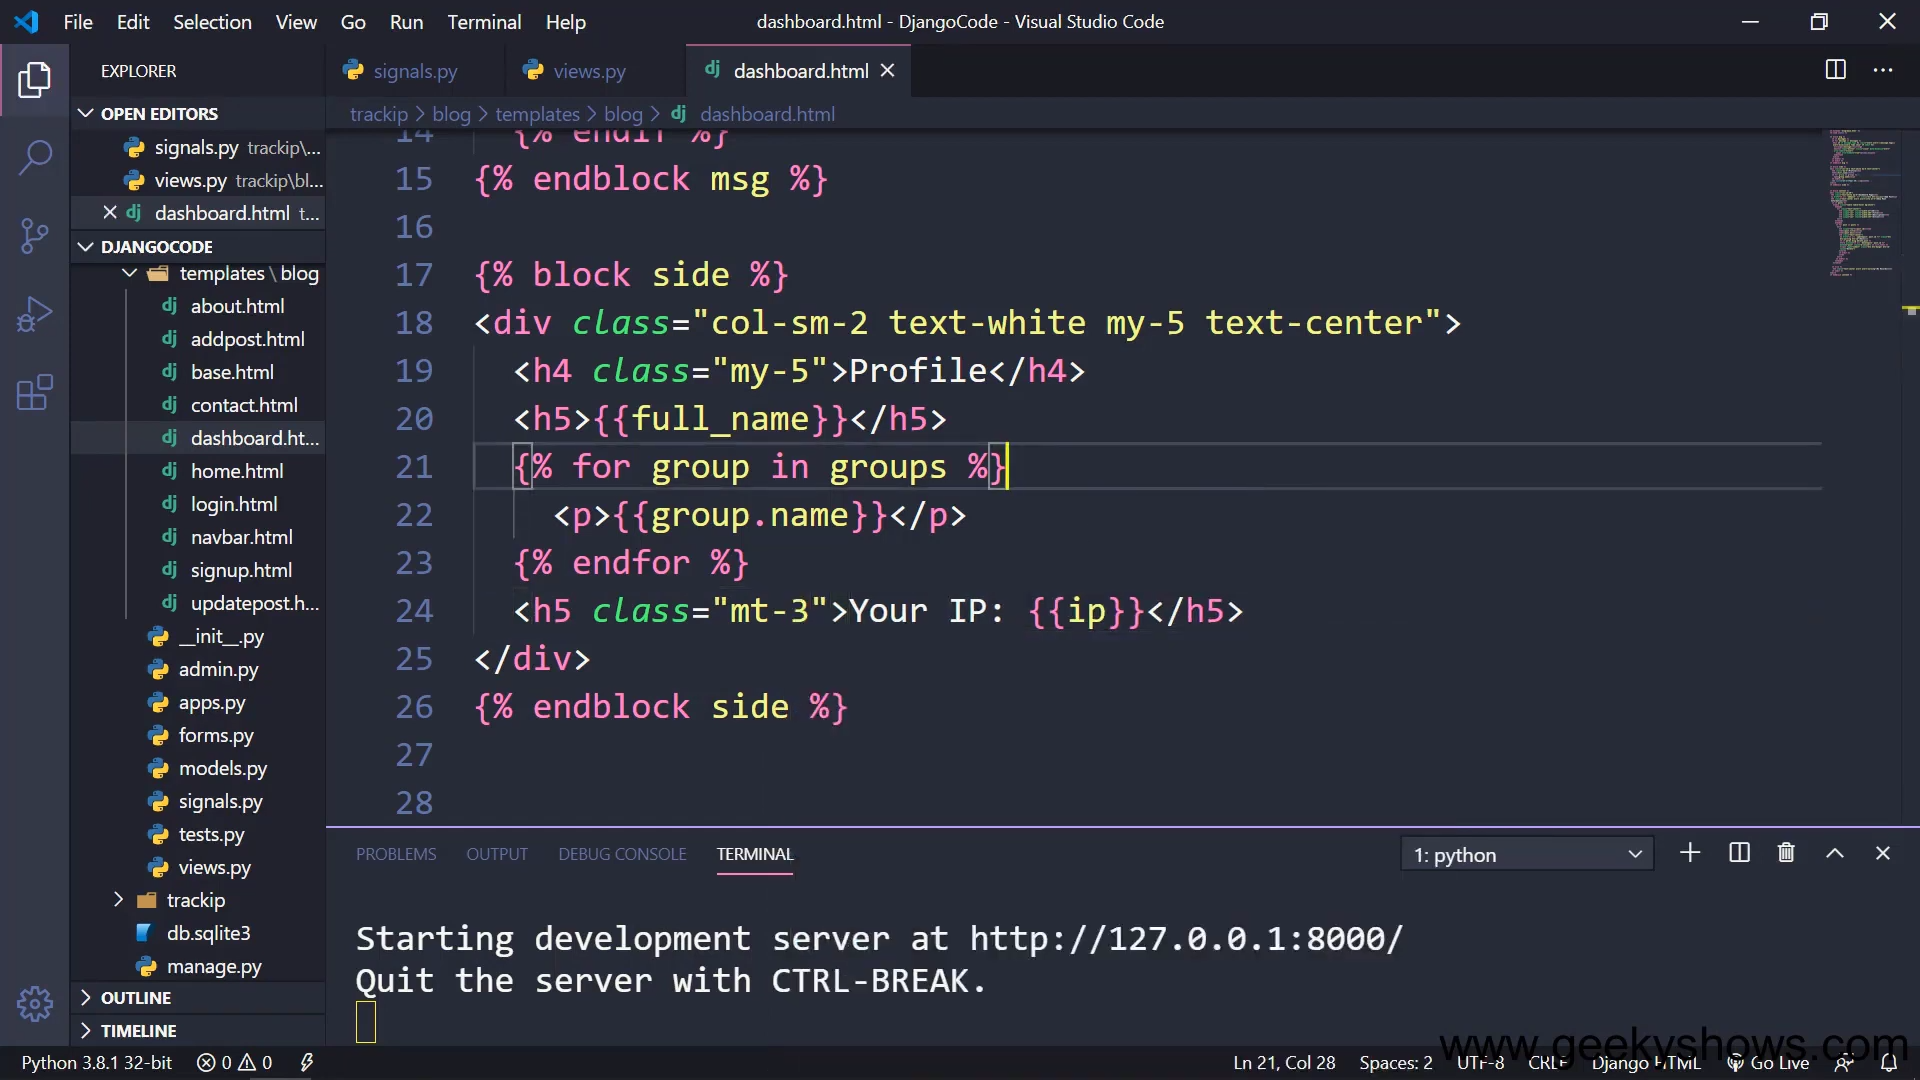 File Edit Selection View Go Run Terminal Help
dashboard.html - DjangoCode - Visual Studio Code
EXPLORER
OPEN EDITORS
signals.py trackip\...
views.py trackip\bl...
dashboard.html t...
DJANGOCODE
templates \ blog
about.html
addpost.html
base.html
contact.html
dashboard.ht...
home.html
login.html
navbar.html
signup.html
updatepost.h...
__init__.py
admin.py
apps.py
forms.py
models.py
signals.py
tests.py
views.py
trackip
db.sqlite3
manage.py
OUTLINE
TIMELINE
signals.py views.py dashboard.html
trackip > blog > templates > blog > dashboard.html
14 {% endif %}
15 {% endblock msg %}
16
17 {% block side %}
18 <div class="col-sm-2 text-white my-5 text-center">
19 <h4 class="my-5">Profile</h4>
20 <h5>{{full_name}}</h5>
21 {% for group in groups %}
22 <p>{{group.name}}</p>
23 {% endfor %}
24 <h5 class="mt-3">Your IP: {{ip}}</h5>
25 </div>
26 {% endblock side %}
27
28
PROBLEMS OUTPUT DEBUG CONSOLE TERMINAL
1: python
Starting development server at http://127.0.0.1:8000/
Quit the server with CTRL-BREAK.
www.geekyshows.com
Python 3.8.1 32-bit 0 0
Ln 21, Col 28 Spaces: 2 UTF-8 CRLF Django HTML Go Live